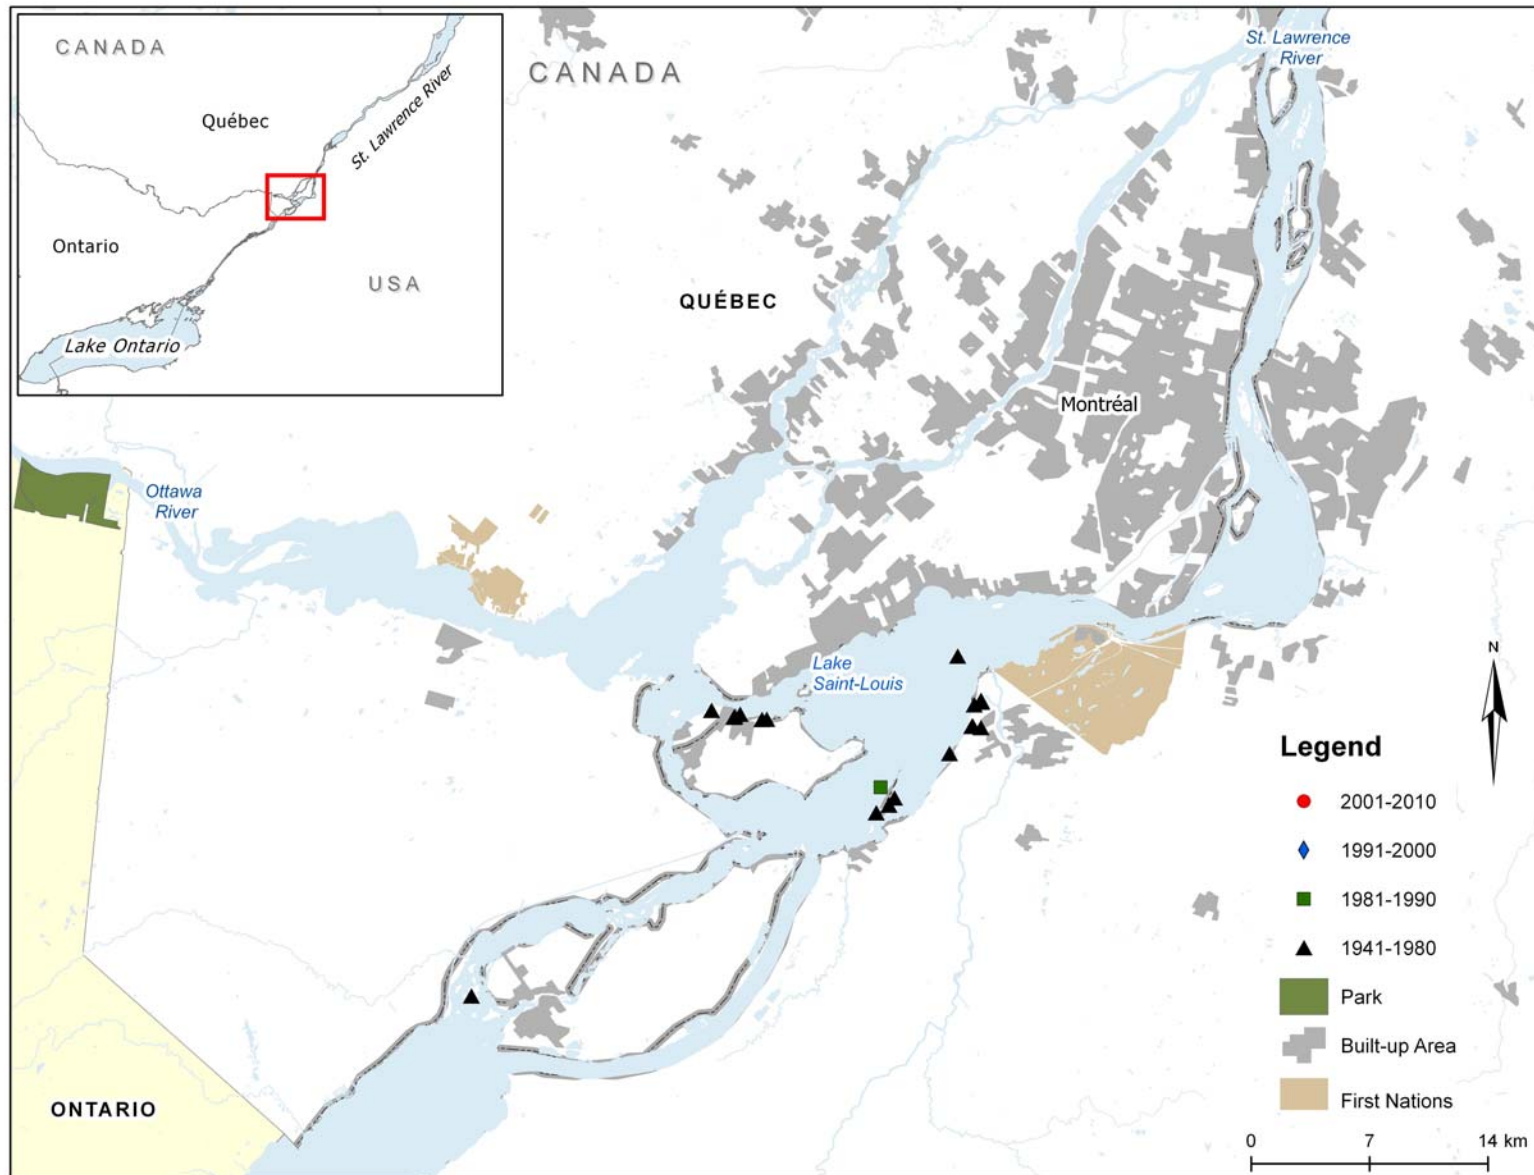 CANADA
Québec
St. Lawrence River
Ontario
USA
Lake Ontario
CANADA
St. Lawrence
River
QUÉBEC
Montréal
Ottawa
River
Lake
Saint-Louis
N
Legend
2001-2010
1991-2000
1981-1990
1941-1980
Park
Built-up Area
First Nations
ONTARIO
0 7 14 km